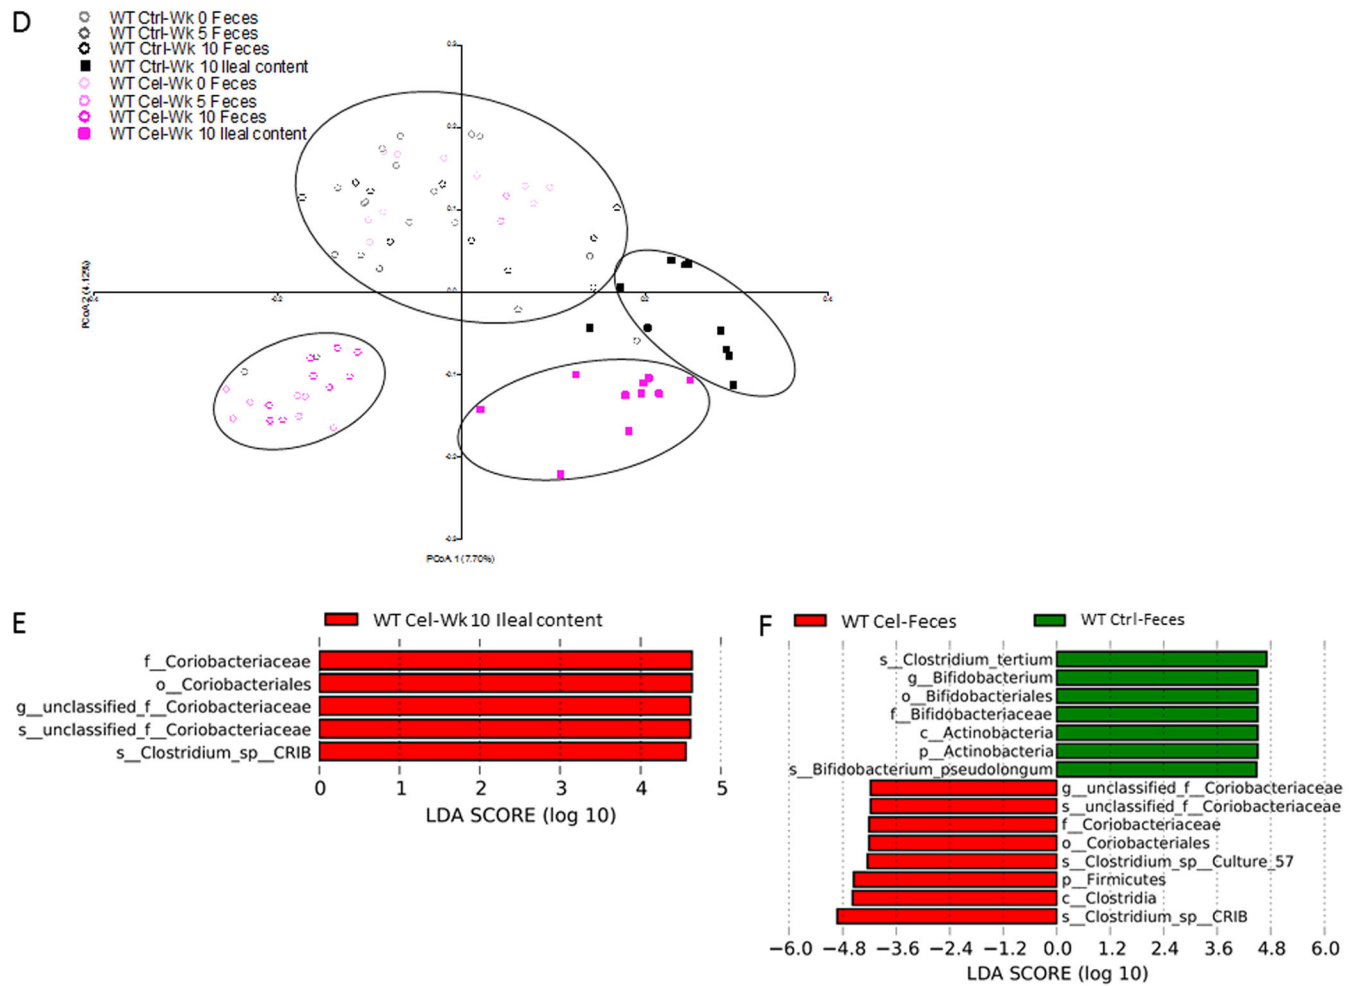 D
WT Ctrl-Wk 0 Feces
WT Ctrl-Wk 5 Feces
WT Ctrl-Wk 10 Feces
WT Ctrl-Wk 10 Ileal content
WT Cel-Wk 0 Feces
WT Cel-Wk 5 Feces
WT Cel-Wk 10 Feces
WT Cel-Wk 10 Ileal content
PCoA 2 (4.12%)
0.4
PCoA 1 (7.70%)
E
WT Cel-Wk 10 Ileal content
f__Coriobacteriaceae
o__Coriobacteriales
g__unclassified_f__Coriobacteriaceae
s__unclassified_f__Coriobacteriaceae
s__Clostridium_sp__CRIB
0 1 2 3 4 5
LDA SCORE (log 10)
F
WT Cel-Feces WT Ctrl-Feces
s__Clostridium_tertium
g__Bifidobacterium
o__Bifidobacteriales
f__Bifidobacteriaceae
c__Actinobacteria
p__Actinobacteria
s__Bifidobacterium_pseudolongum
g__unclassified_f__Coriobacteriaceae
s__unclassified_f__Coriobacteriaceae
f__Coriobacteriaceae
o__Coriobacteriales
s__Clostridium_sp__Culture_57
p__Firmicutes
c__Clostridia
s__Clostridium_sp__CRIB
−6.0 −4.8 −3.6 −2.4 −1.2 0.0 1.2 2.4 3.6 4.8 6.0
LDA SCORE (log 10)